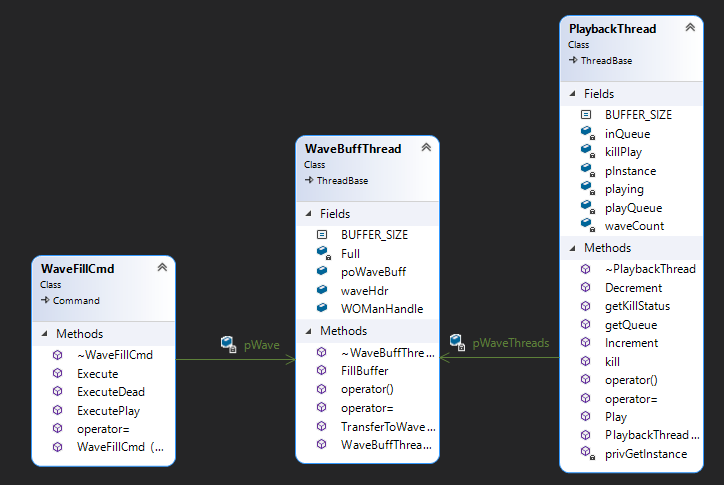 WaveFillCmd
Class
Command
Methods
~WaveFillCmd
Execute
ExecuteDead
ExecutePlay
operator=
WaveFillCmd (...
pWave
WaveBuffThread
Class
ThreadBase
Fields
BUFFER_SIZE
Full
poWaveBuff
waveHdr
WOManHandle
Methods
~WaveBuffThre...
FillBuffer
operator()
operator=
TransferToWave...
WaveBuffThrea...
pWaveThreads
PlaybackThread
Class
ThreadBase
Fields
BUFFER_SIZE
inQueue
killPlay
pInstance
playing
playQueue
waveCount
Methods
~PlaybackThread
Decrement
getKillStatus
getQueue
Increment
kill
operator()
operator=
Play
PlaybackThread...
privGetInstance